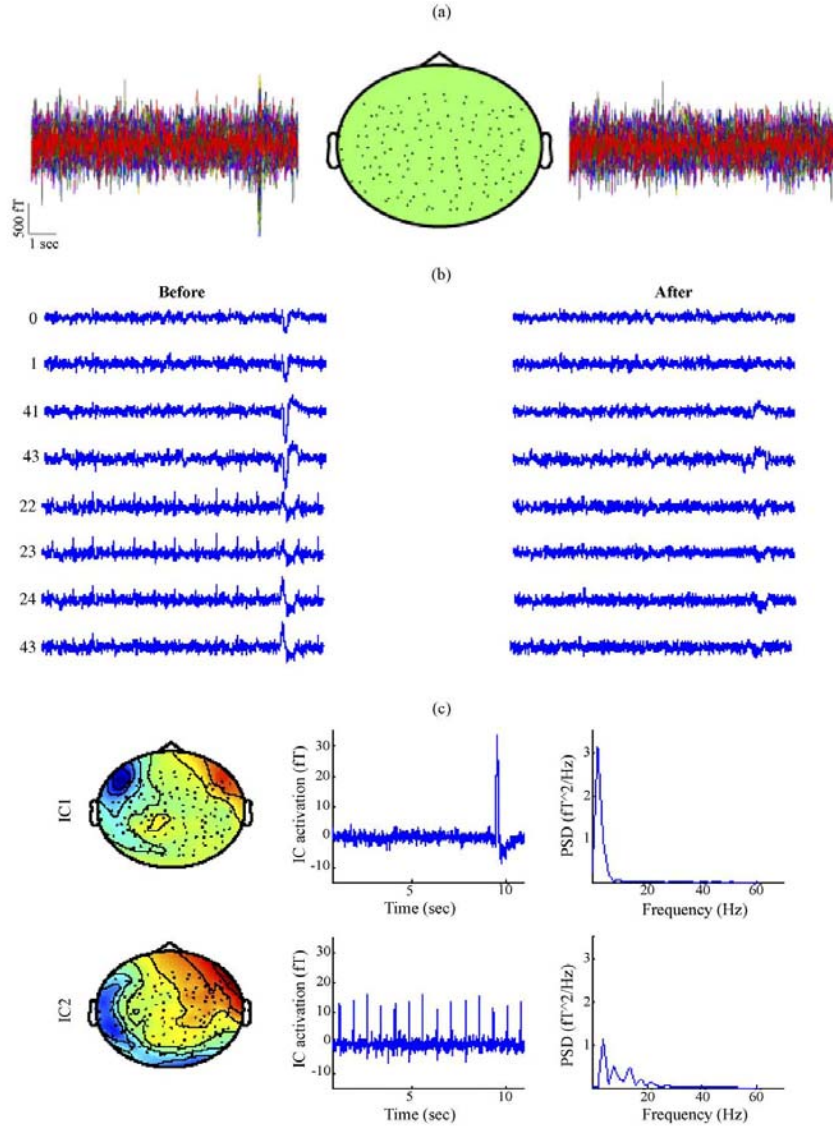 (a)
500 fT
1 sec
(b)
Before
After
0
1
41
43
22
23
24
43
(c)
IC1
IC activation (fT)
30
20
10
0
-10
5
10
Time (sec)
PSD (fT^2/Hz)
3
2
1
20
40
60
Frequency (Hz)
IC2
IC activation (fT)
30
20
10
0
-10
5
10
Time (sec)
PSD (fT^2/Hz)
3
2
1
20
40
60
Frequency (Hz)